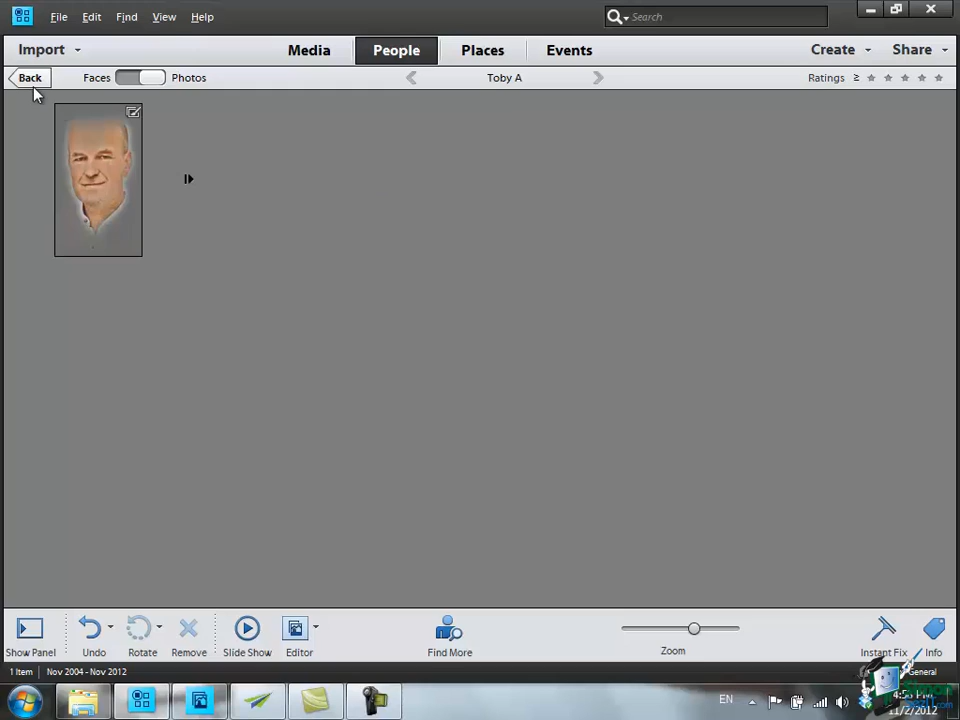 File Edit Find View Help Search
Import Media People Places Events Create Share
Back Faces Photos Toby A Ratings ≥
Show Panel Undo Rotate Remove Slide Show Editor Find More Zoom Instant Fix Info
1 Item Nov 2004 - Nov 2012 General
EN
11/2/2012